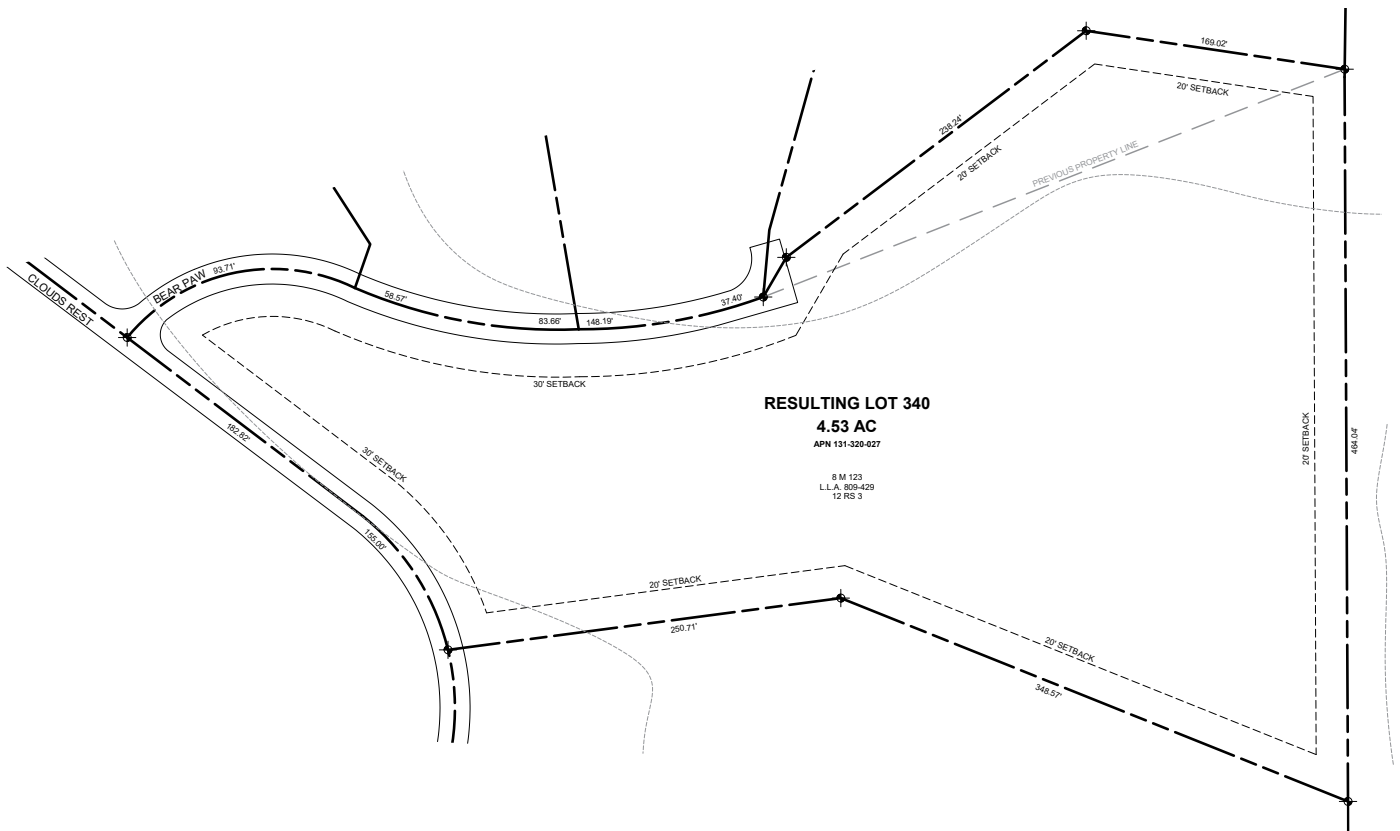 169.02'
20' SETBACK
238.24'
20' SETBACK
PREVIOUS PROPERTY LINE
CLOUDS REST
BEAR PAW
93.71'
58.57'
83.66'
148.19'
37.40'
30' SETBACK
RESULTING LOT 340
4.53 AC
APN 131-320-027
8 M 123
L.L.A. 809-429
12 RS 3
182.82'
30' SETBACK
155.00'
20' SETBACK
464.04'
20' SETBACK
250.71'
20' SETBACK
348.57'